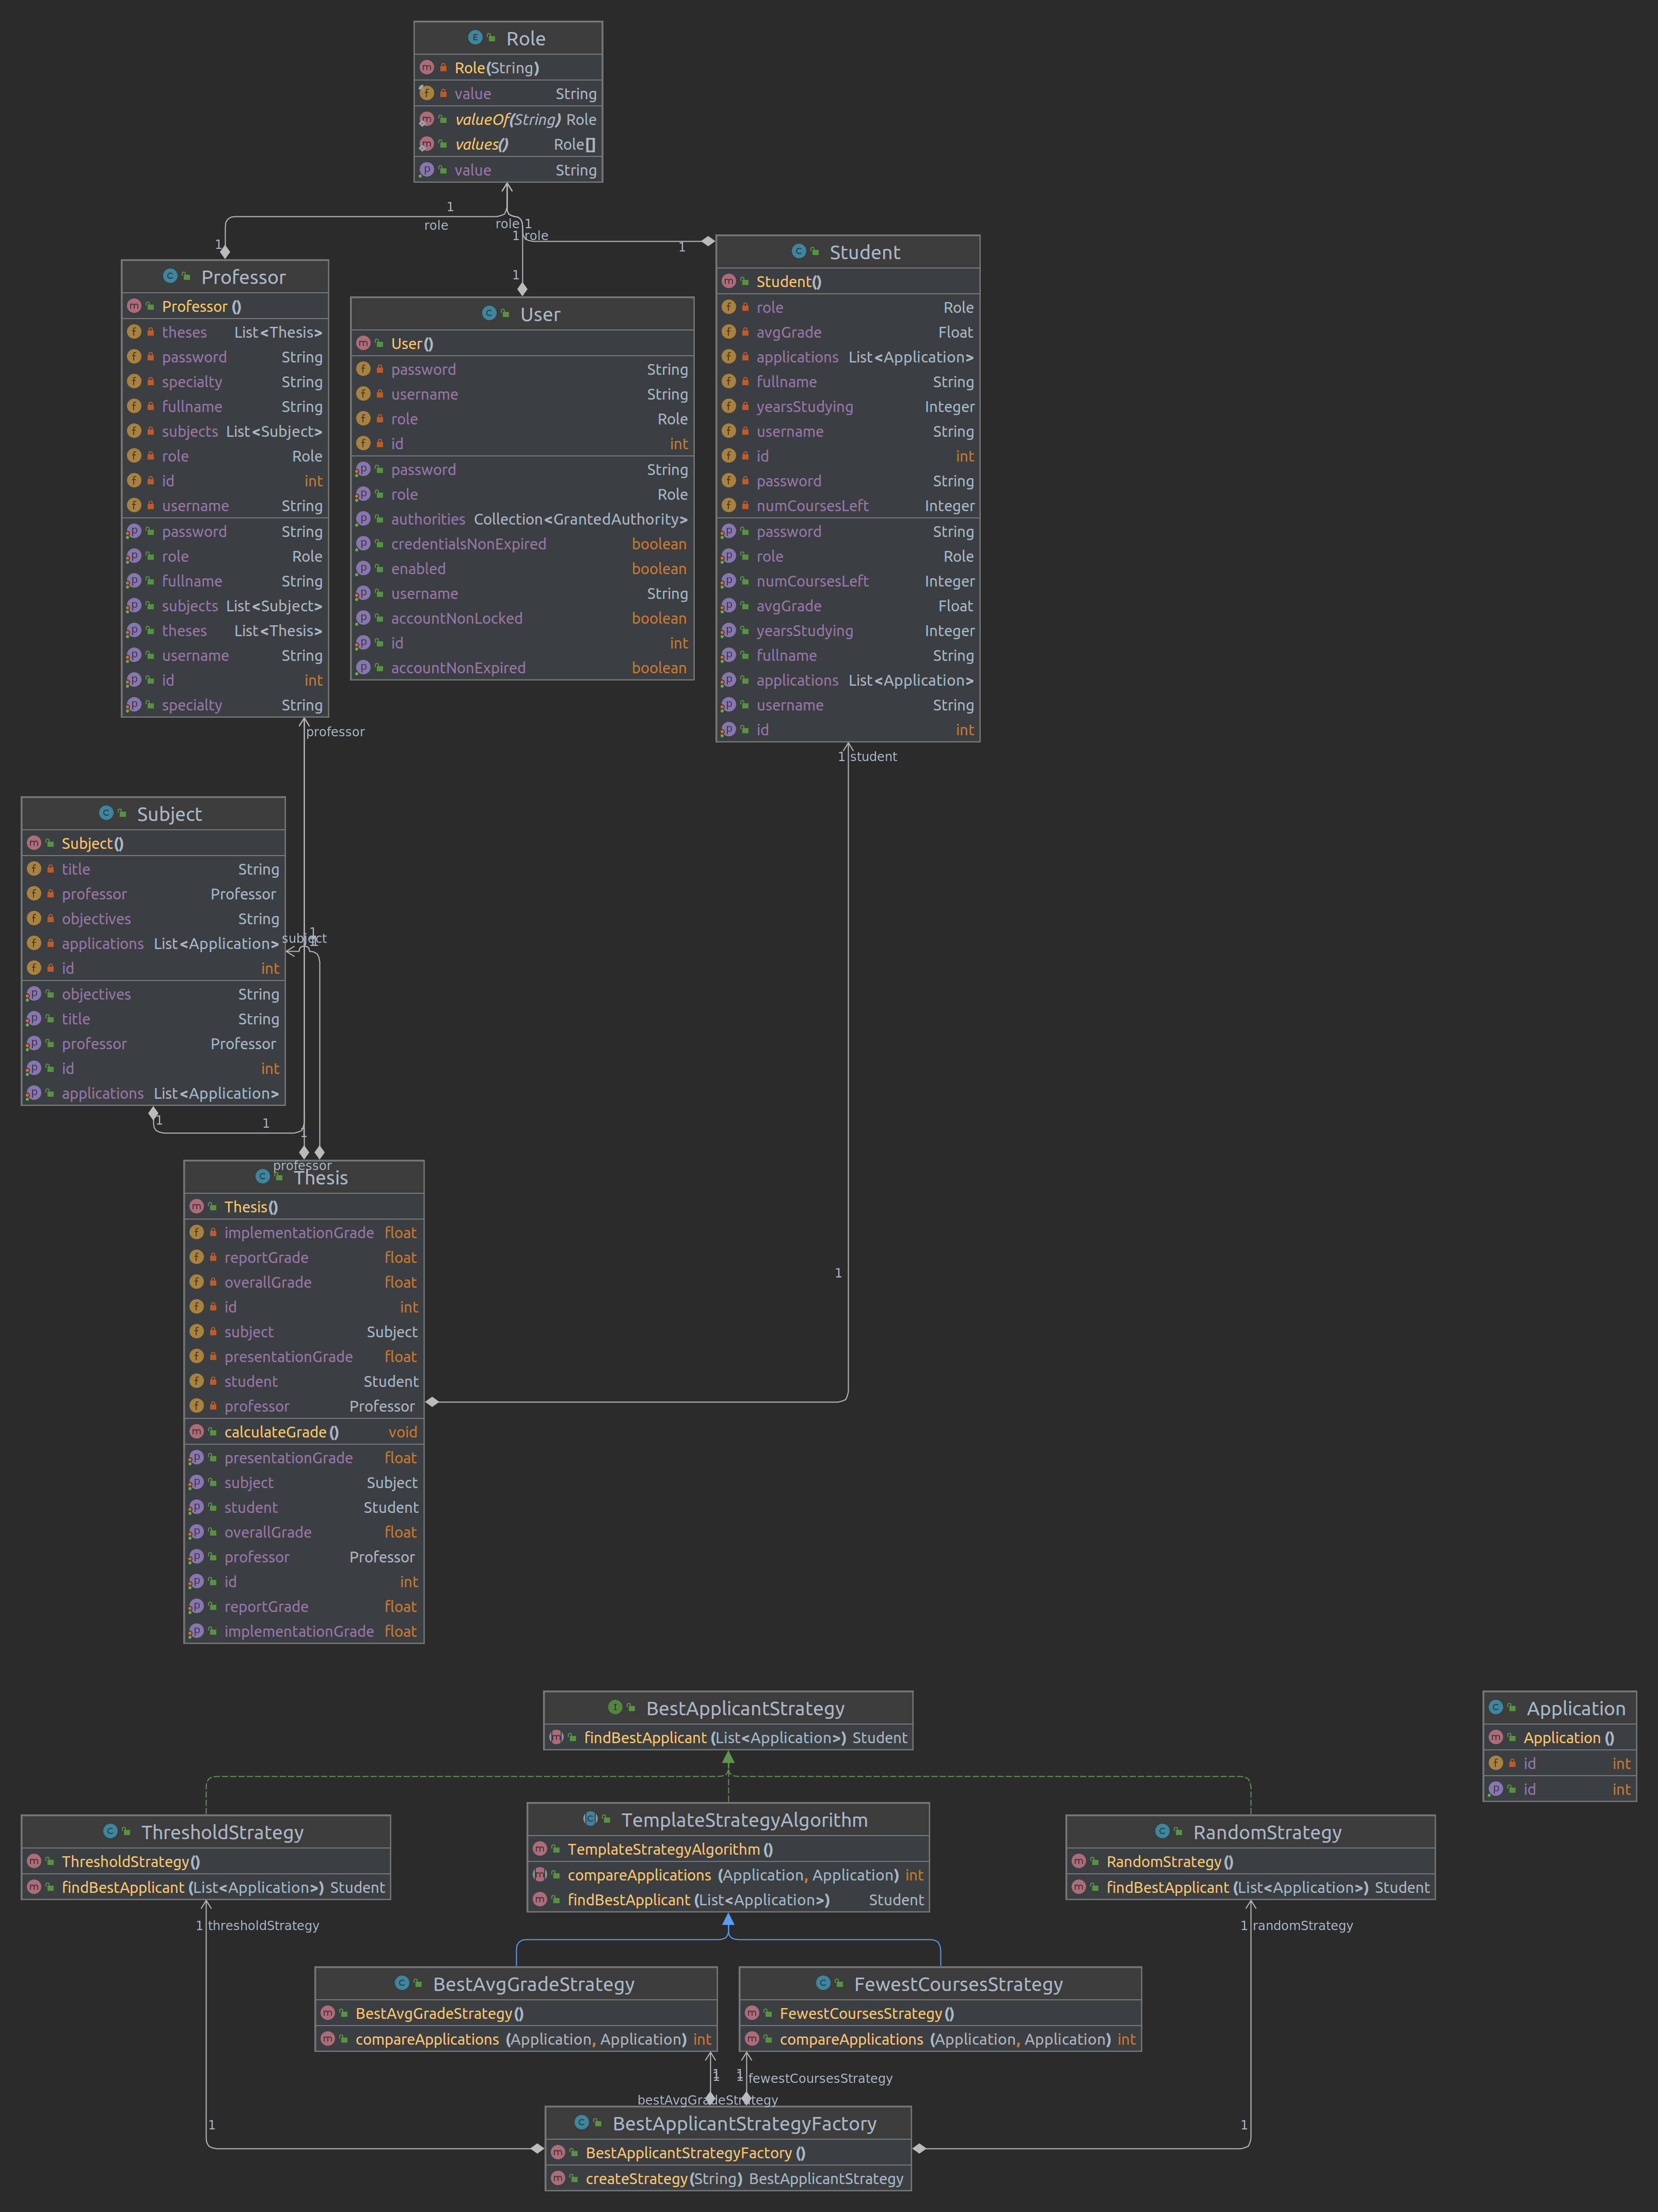 Role
Role(String)
value String
valueOf(String) Role
values() Role[]
value String
1
role
role 1
1 role
1
1
1
Professor
Professor ()
theses List<Thesis>
password String
specialty String
fullname String
subjects List<Subject>
role Role
id int
username String
password String
role Role
fullname String
subjects List<Subject>
theses List<Thesis>
username String
id int
specialty String
User
User()
password String
username String
role Role
id int
password String
role Role
authorities Collection<GrantedAuthority>
credentialsNonExpired boolean
enabled boolean
username String
accountNonLocked boolean
id int
accountNonExpired boolean
Student
Student()
role Role
avgGrade Float
applications List<Application>
fullname String
yearsStudying Integer
username String
id int
password String
numCoursesLeft Integer
password String
role Role
numCoursesLeft Integer
avgGrade Float
yearsStudying Integer
fullname String
applications List<Application>
username String
id int
professor
1 student
Subject
Subject()
title String
professor Professor
objectives String
applications List<Application>
id int
objectives String
title String
professor Professor
id int
applications List<Application>
subject
1
1
1
1
1
professor
Thesis
Thesis()
implementationGrade float
reportGrade float
overallGrade float
id int
subject Subject
presentationGrade float
student Student
professor Professor
calculateGrade() void
presentationGrade float
subject Subject
student Student
overallGrade float
professor Professor
id int
reportGrade float
implementationGrade float
1
BestApplicantStrategy
findBestApplicant (List<Application>) Student
Application
Application ()
id int
id int
ThresholdStrategy
ThresholdStrategy()
findBestApplicant (List<Application>) Student
TemplateStrategyAlgorithm
TemplateStrategyAlgorithm ()
compareApplications (Application, Application) int
findBestApplicant (List<Application>) Student
RandomStrategy
RandomStrategy()
findBestApplicant (List<Application>) Student
1 thresholdStrategy
1 randomStrategy
BestAvgGradeStrategy
BestAvgGradeStrategy()
compareApplications (Application, Application) int
FewestCoursesStrategy
FewestCoursesStrategy()
compareApplications (Application, Application) int
1
1
1
1
fewestCoursesStrategy
bestAvgGradeStrategy
1
1
BestApplicantStrategyFactory
BestApplicantStrategyFactory ()
createStrategy(String) BestApplicantStrategy